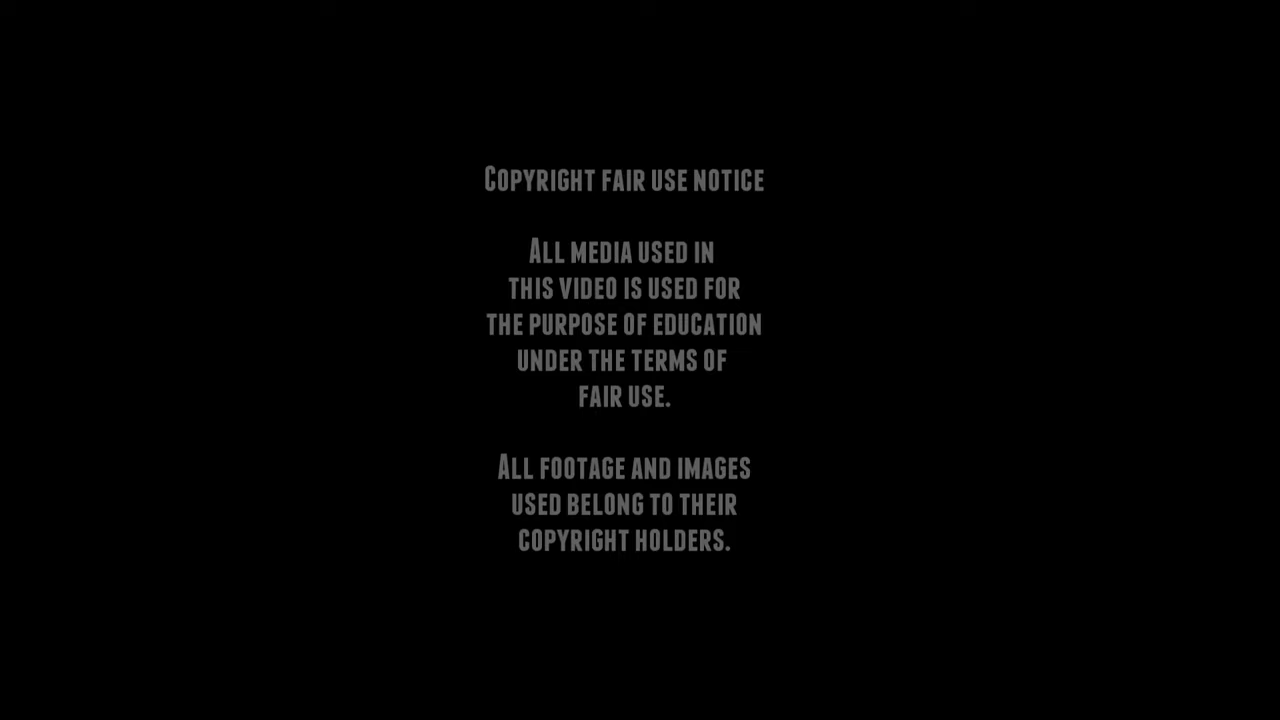 Copyright fair use notice
All media used in
this video is used for
the purpose of education
under the terms of
fair use.
All footage and images
used belong to their
copyright holders.